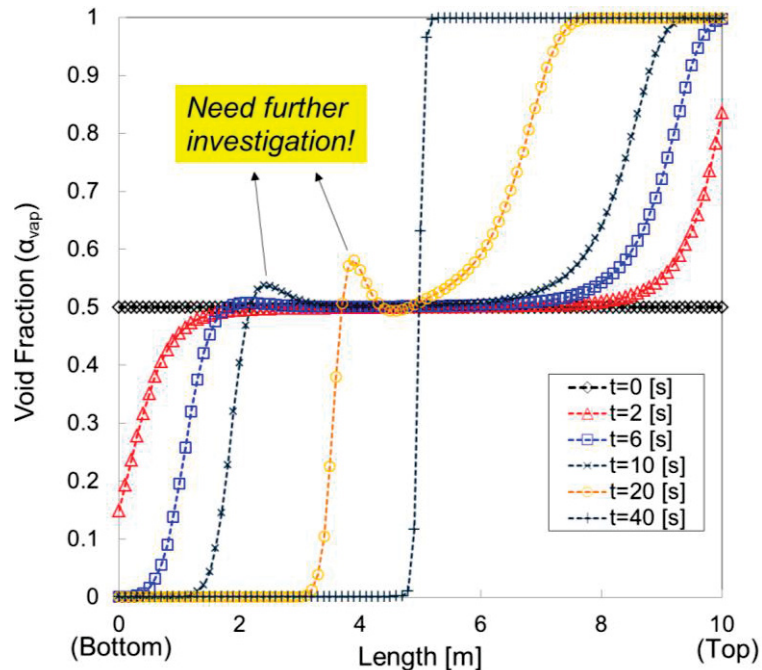 1
0.9
0.8
0.7
0.6
0.5
0.4
0.3
0.2
0.1
0
Void Fraction (αvap)
Need further
investigation!
t=0 [s]
t=2 [s]
t=6 [s]
t=10 [s]
t=20 [s]
t=40 [s]
0 2 4 6 8 10
(Bottom) Length [m] (Top)